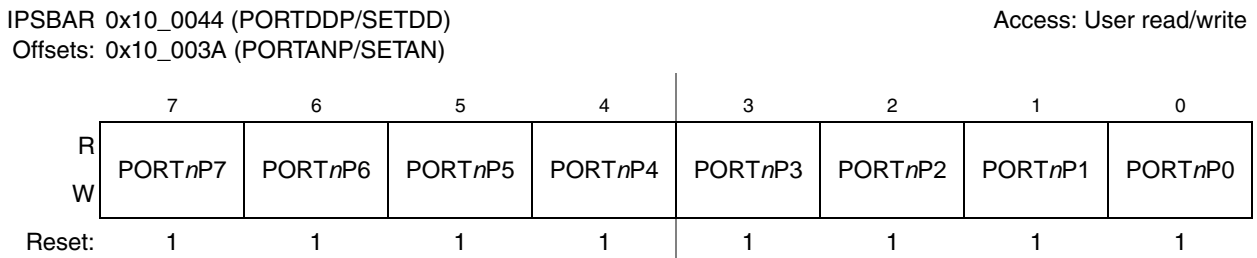 IPSBAR 0x10_0044 (PORTDDP/SETDD) Access: User read/write
Offsets: 0x10_003A (PORTANP/SETAN)
7 6 5 4 3 2 1 0
R
PORTnP7 PORTnP6 PORTnP5 PORTnP4 PORTnP3 PORTnP2 PORTnP1 PORTnP0
W
Reset: 1 1 1 1 1 1 1 1